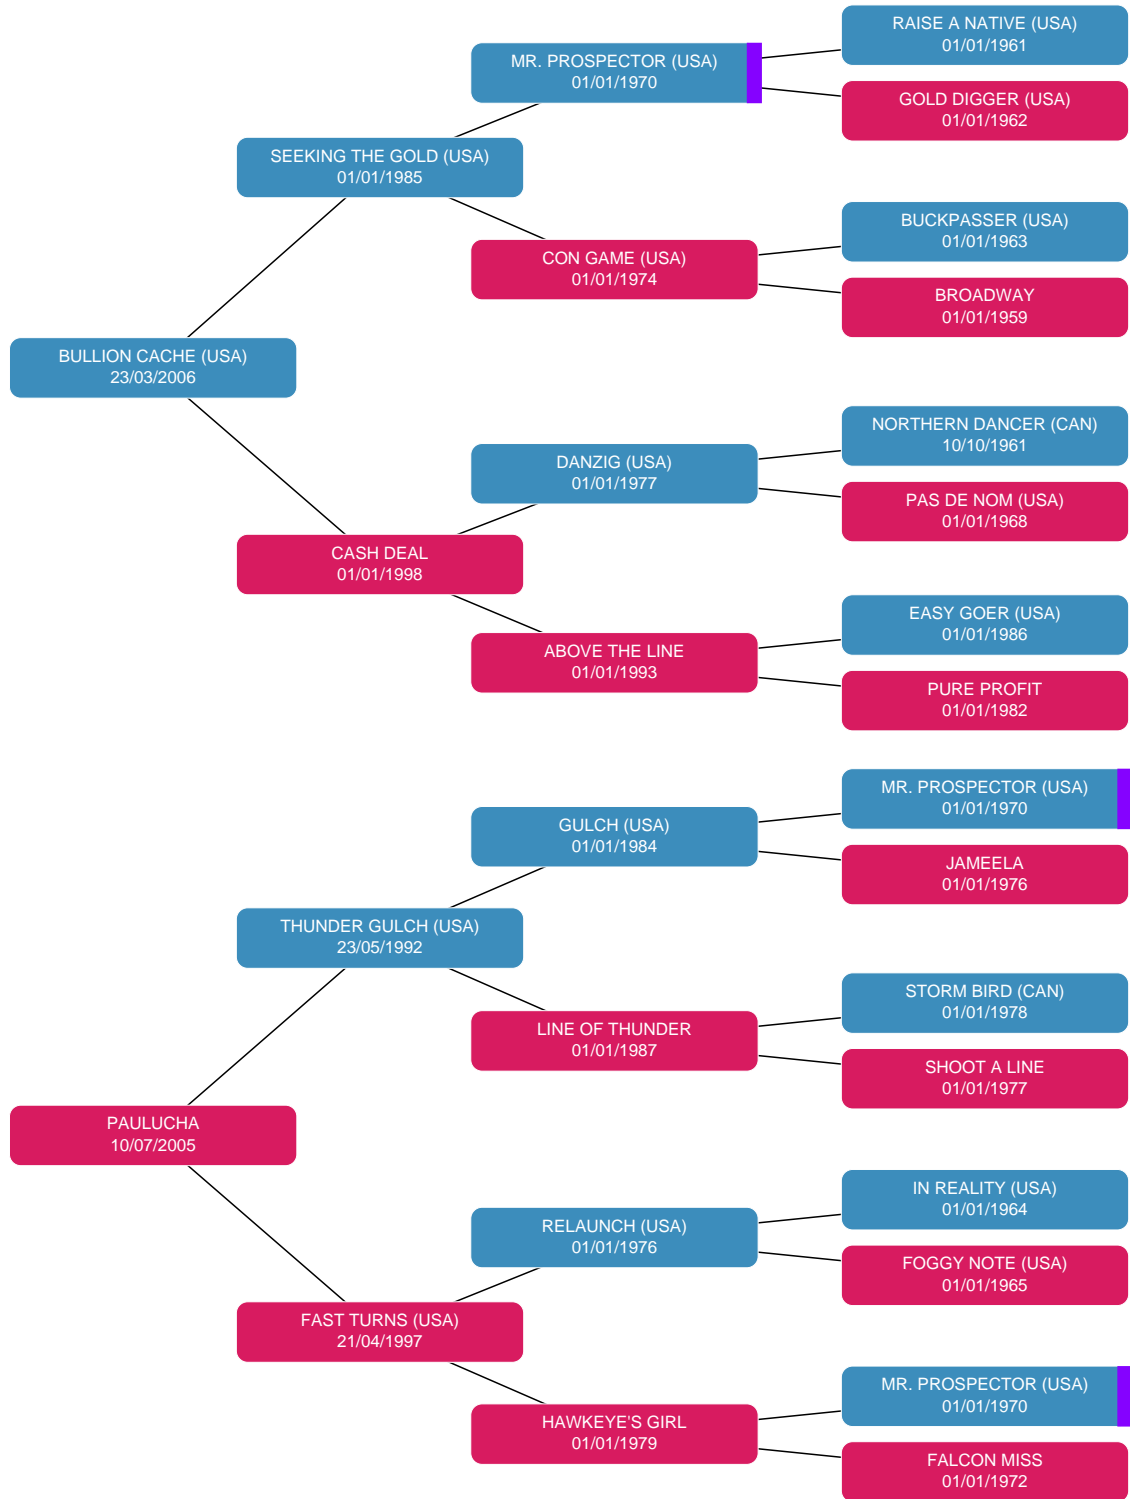 RAISE A NATIVE (USA)
01/01/1961
MR. PROSPECTOR (USA)
01/01/1970
GOLD DIGGER (USA)
01/01/1962
SEEKING THE GOLD (USA)
01/01/1985
BUCKPASSER (USA)
01/01/1963
CON GAME (USA)
01/01/1974
BROADWAY
01/01/1959
BULLION CACHE (USA)
23/03/2006
NORTHERN DANCER (CAN)
10/10/1961
DANZIG (USA)
01/01/1977
PAS DE NOM (USA)
01/01/1968
CASH DEAL
01/01/1998
EASY GOER (USA)
01/01/1986
ABOVE THE LINE
01/01/1993
PURE PROFIT
01/01/1982
MR. PROSPECTOR (USA)
01/01/1970
GULCH (USA)
01/01/1984
JAMEELA
01/01/1976
THUNDER GULCH (USA)
23/05/1992
STORM BIRD (CAN)
01/01/1978
LINE OF THUNDER
01/01/1987
SHOOT A LINE
01/01/1977
PAULUCHA
10/07/2005
IN REALITY (USA)
01/01/1964
RELAUNCH (USA)
01/01/1976
FOGGY NOTE (USA)
01/01/1965
FAST TURNS (USA)
21/04/1997
MR. PROSPECTOR (USA)
01/01/1970
HAWKEYE'S GIRL
01/01/1979
FALCON MISS
01/01/1972